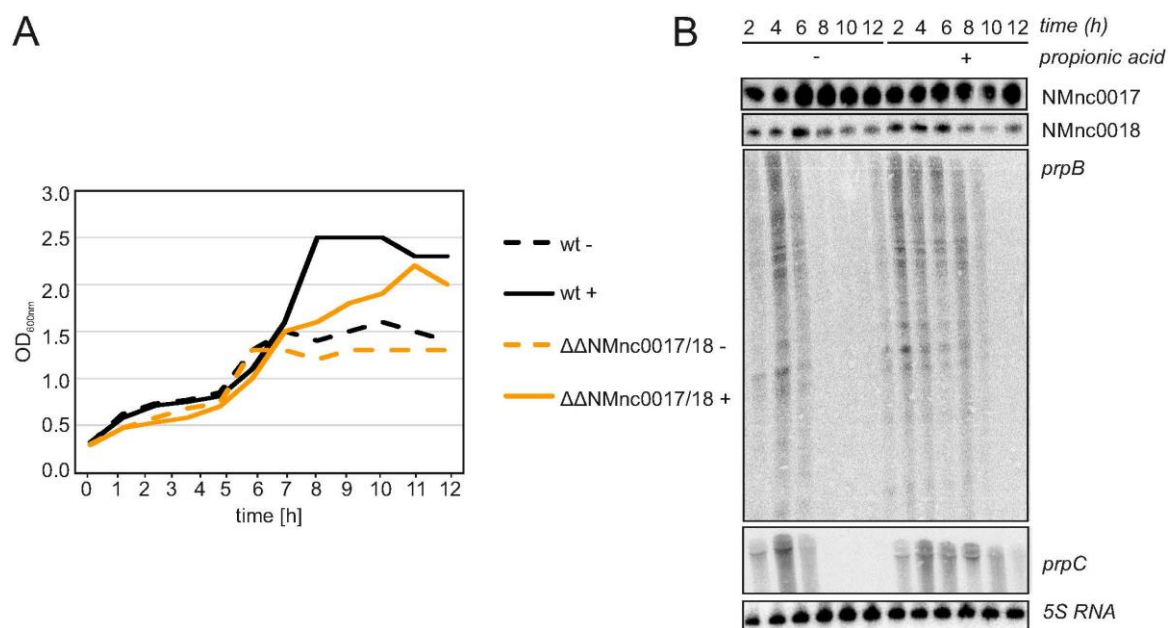 A
3.0
2.5
2.0
1.5
1.0
0.5
0.0
OD600nm
0 1 2 3 4 5 6 7 8 9 10 11 12
time [h]
wt -
wt +
ΔΔNMnc0017/18 -
ΔΔNMnc0017/18 +
B
2 4 6 8 10 12 2 4 6 8 10 12 time (h)
- + propionic acid
NMnc0017
NMnc0018
prpB
prpC
5S RNA